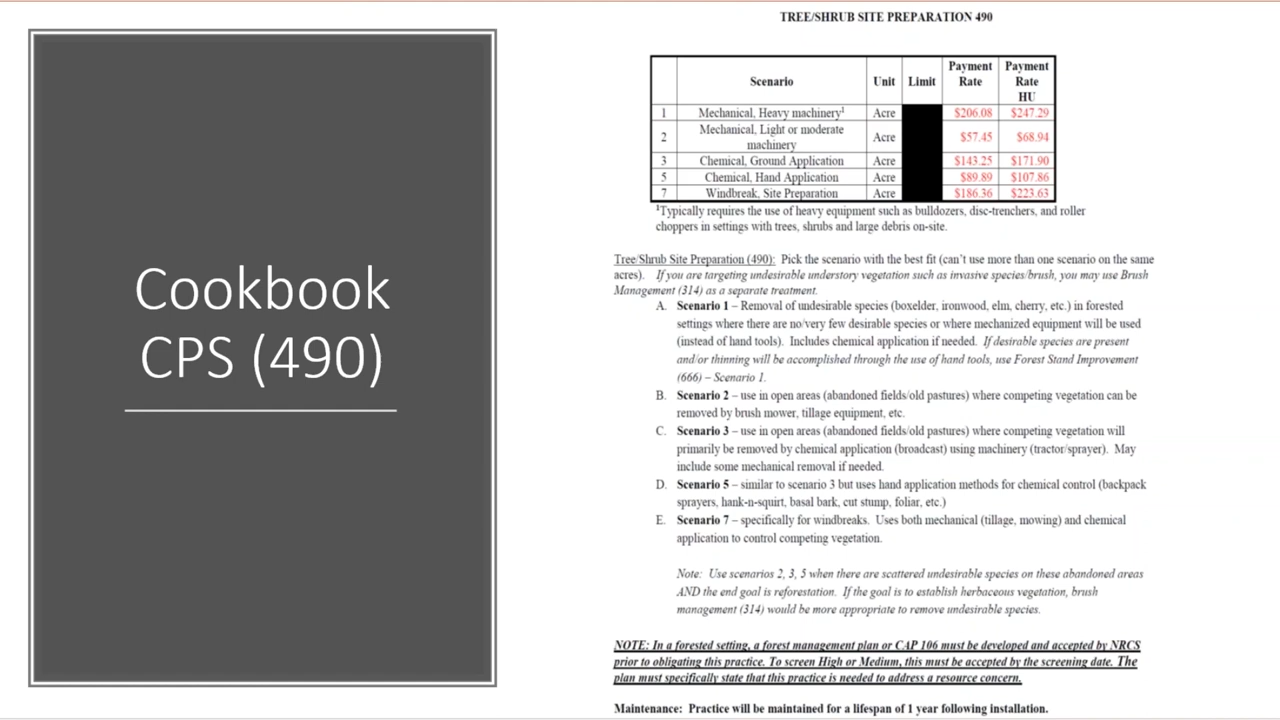 Cookbook
CPS (490)
TREE/SHRUB SITE PREPARATION 490
Scenario Unit Limit Payment Rate Payment Rate HU
1 Mechanical, Heavy machinery¹ Acre $206.08 $247.29
2 Mechanical, Light or moderate machinery Acre $57.45 $68.94
3 Chemical, Ground Application Acre $143.25 $171.90
5 Chemical, Hand Application Acre $89.89 $107.86
7 Windbreak, Site Preparation Acre $186.36 $223.63
¹Typically requires the use of heavy equipment such as bulldozers, disc-trenchers, and roller
choppers in settings with trees, shrubs and large debris on-site.
Tree/Shrub Site Preparation (490): Pick the scenario with the best fit (can't use more than one scenario on the same
acres). If you are targeting undesirable understory vegetation such as invasive species/brush, you may use Brush
Management (314) as a separate treatment.
A. Scenario 1 – Removal of undesirable species (boxelder, ironwood, elm, cherry, etc.) in forested
settings where there are no/very few desirable species or where mechanized equipment will be used
(instead of hand tools). Includes chemical application if needed. If desirable species are present
and/or thinning will be accomplished through the use of hand tools, use Forest Stand Improvement
(666) – Scenario 1.
B. Scenario 2 – use in open areas (abandoned fields/old pastures) where competing vegetation can be
removed by brush mower, tillage equipment, etc.
C. Scenario 3 – use in open areas (abandoned fields/old pastures) where competing vegetation will
primarily be removed by chemical application (broadcast) using machinery (tractor/sprayer). May
include some mechanical removal if needed.
D. Scenario 5 – similar to scenario 3 but uses hand application methods for chemical control (backpack
sprayers, hank-n-squirt, basal bark, cut stump, foliar, etc.)
E. Scenario 7 – specifically for windbreaks. Uses both mechanical (tillage, mowing) and chemical
application to control competing vegetation.
Note: Use scenarios 2, 3, 5 when there are scattered undesirable species on these abandoned areas
AND the end goal is reforestation. If the goal is to establish herbaceous vegetation, brush
management (314) would be more appropriate to remove undesirable species.
NOTE: In a forested setting, a forest management plan or CAP 106 must be developed and accepted by NRCS
prior to obligating this practice. To screen High or Medium, this must be accepted by the screening date. The
plan must specifically state that this practice is needed to address a resource concern.
Maintenance: Practice will be maintained for a lifespan of 1 year following installation.